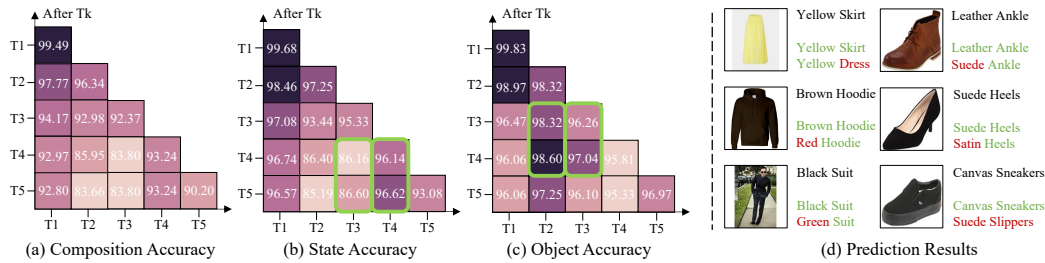 After Tk
T1
99.49
T2
97.77 96.34
T3
94.17 92.98 92.37
T4
92.97 85.95 83.80 93.24
T5
92.80 83.66 83.80 93.24 90.20
T1 T2 T3 T4 T5
(a) Composition Accuracy
After Tk
T1
99.68
T2
98.46 97.25
T3
97.08 93.44 95.33
T4
96.74 86.40 86.16 96.14
T5
96.57 85.19 86.60 96.62 93.08
T1 T2 T3 T4 T5
(b) State Accuracy
After Tk
T1
99.83
T2
98.97 98.32
T3
96.47 98.32 96.26
T4
96.06 98.60 97.04 95.81
T5
96.06 97.25 96.10 95.33 96.97
T1 T2 T3 T4 T5
(c) Object Accuracy
Yellow Skirt
Yellow Skirt
Yellow Dress
Leather Ankle
Leather Ankle
Suede Ankle
Brown Hoodie
Brown Hoodie
Red Hoodie
Suede Heels
Suede Heels
Satin Heels
Black Suit
Black Suit
Green Suit
Canvas Sneakers
Canvas Sneakers
Suede Slippers
(d) Prediction Results